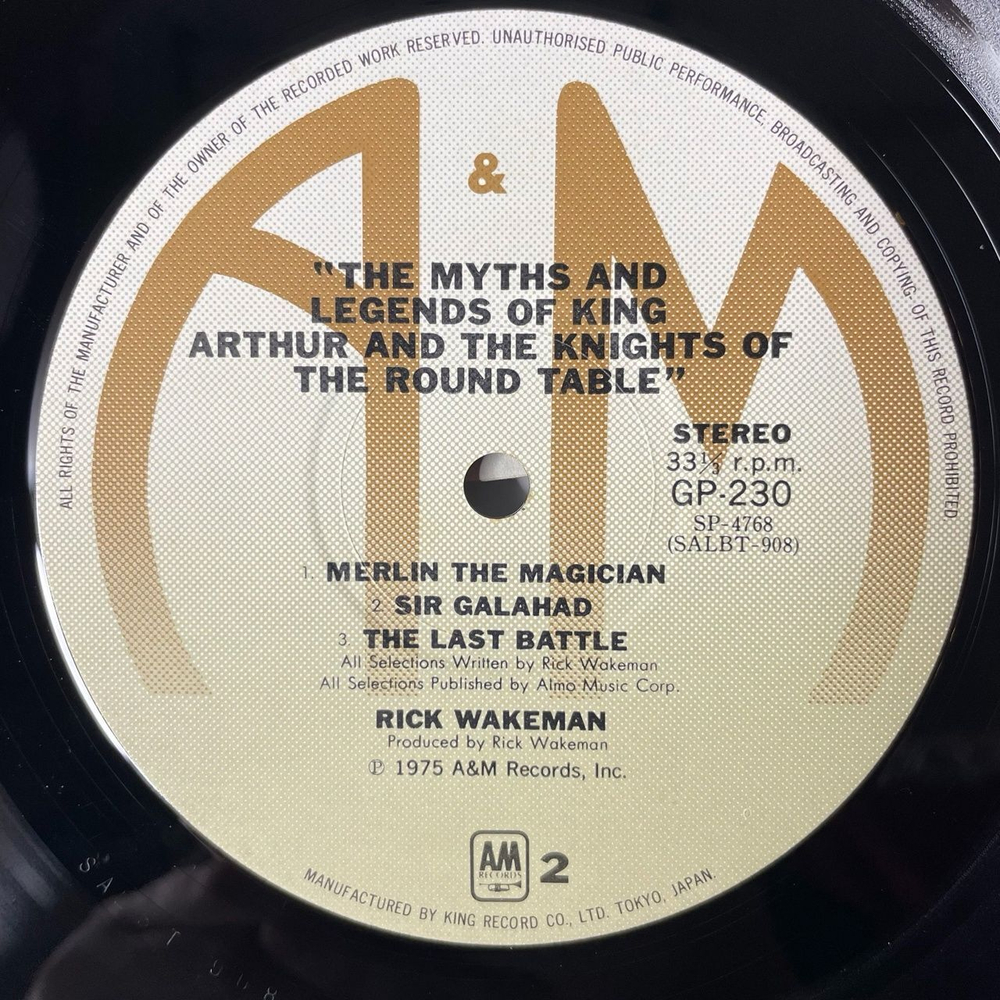 ALL RIGHTS OF THE MANUFACTURER AND OF THE OWNER OF THE RECORDED WORK RESERVED. UNAUTHORISED PUBLIC PERFORMANCE, BROADCASTING AND COPYING OF THIS RECORD PROHIBITED.
A & M
"THE MYTHS AND
LEGENDS OF KING
ARTHUR AND THE KNIGHTS OF
THE ROUND TABLE"
STEREO
33⅓ r.p.m.
GP-230
SP-4768
(SALBT-908)
1. MERLIN THE MAGICIAN
2. SIR GALAHAD
3. THE LAST BATTLE
All Selections Written by Rick Wakeman
All Selections Published by Almo Music Corp.
RICK WAKEMAN
Produced by Rick Wakeman
℗ 1975 A&M Records, Inc.
AM
RECORDS
2
MANUFACTURED BY KING RECORD CO., LTD. TOKYO, JAPAN.